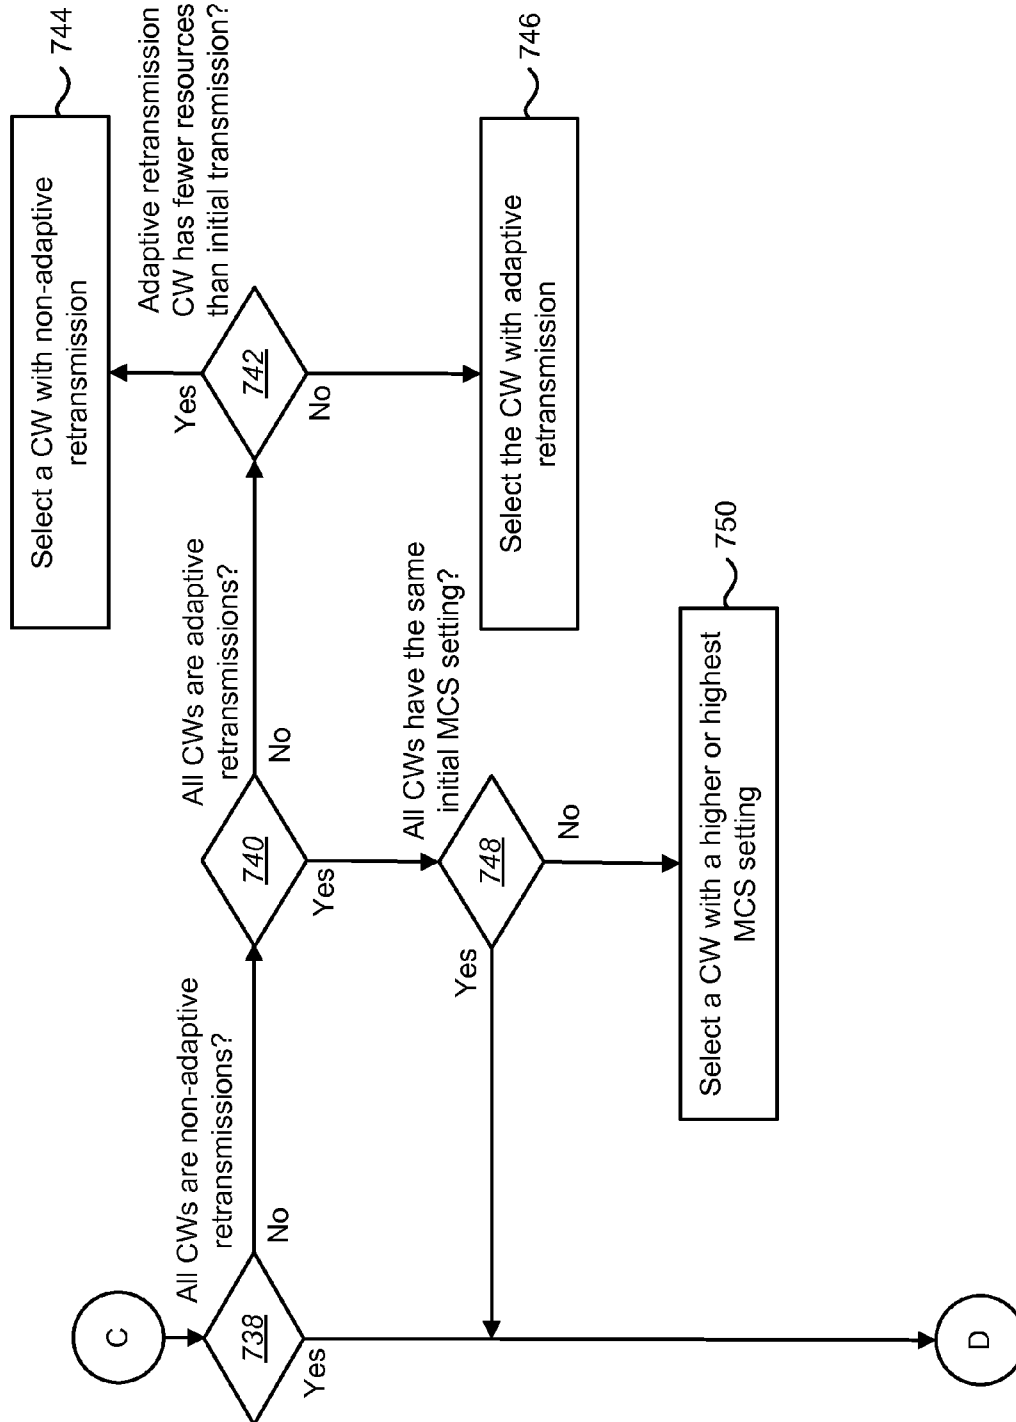 C
All CWs are non-adaptive
retransmissions?
738
No
Yes
All CWs are adaptive
retransmissions?
740
No
Yes
Adaptive retransmission
CW has fewer resources
than initial transmission?
742
Yes
No
Select a CW with non-adaptive
retransmission
744
Select the CW with adaptive
retransmission
746
All CWs have the same
initial MCS setting?
748
Yes
No
Select a CW with a higher or highest
MCS setting
750
D